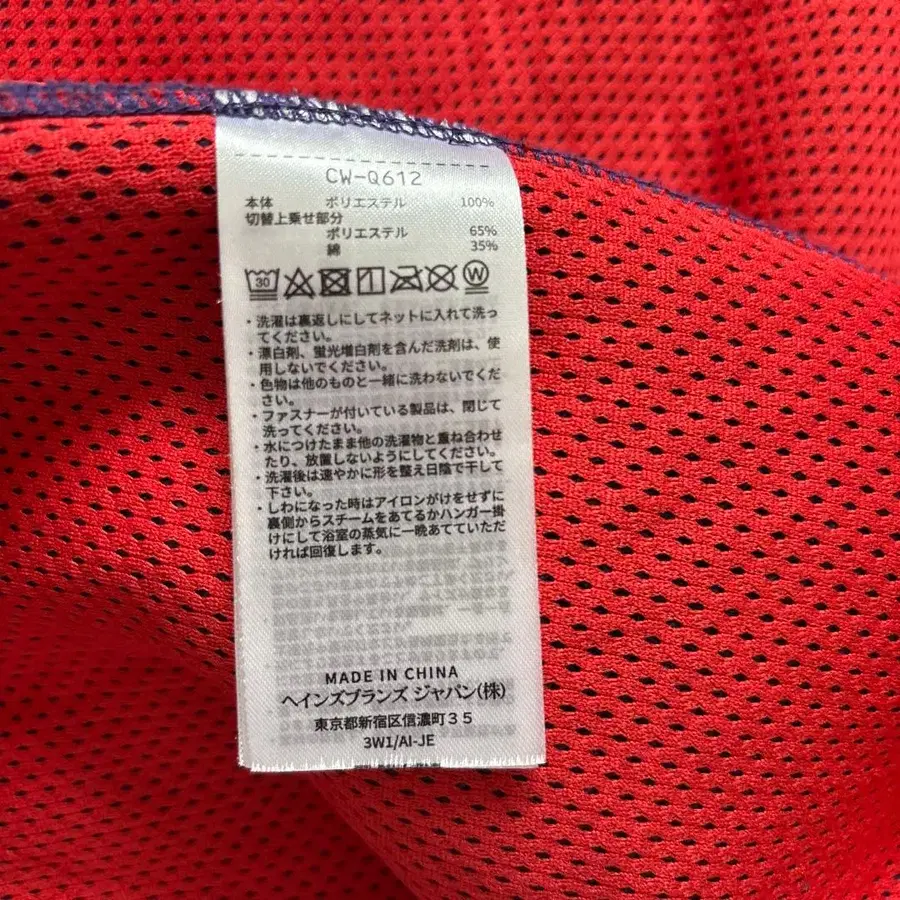 CW-Q612
本体 ポリエステル 100%
切替上乗せ部分
ポリエステル 65%
綿 35%
30 W
・洗濯は裏返しにしてネットに入れて洗っ
てください。
・漂白剤、蛍光増白剤を含んだ洗剤は、使
用しないでください。
・色物は他のものと一緒に洗わないでくだ
さい。
・ファスナーが付いている製品は、閉じて
洗ってください。
・水につけたまま他の洗濯物と重ね合わせ
たり、放置しないようにしてください。
・洗濯後は速やかに形を整え日陰で干して
下さい。
・しわになった時はアイロンがけをせずに
裏側からスチームをあてるかハンガー掛
けにして浴室の蒸気に一晩あてていただ
ければ回復します。
MADE IN CHINA
ヘインズブランズ ジャパン(株)
東京都新宿区信濃町35
3W1/AI-JE